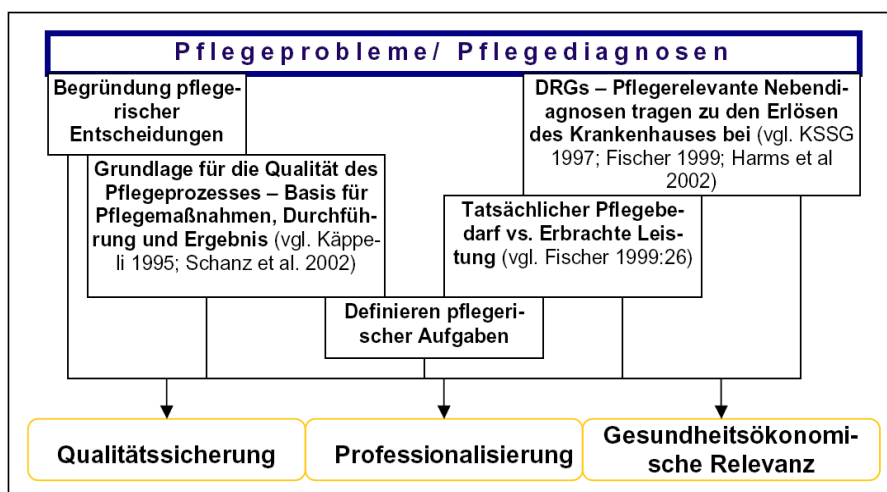 Pflegeprobleme/ Pflegediagnosen
Begründung pflege-
rischer
Entscheidungen
DRGs – Pflegerelevante Nebendi-
agnosen tragen zu den Erlösen
des Krankenhauses bei (vgl. KSSG
1997; Fischer 1999; Harms et al
2002)
Grundlage für die Qualität des
Pflegeprozesses – Basis für
Pflegemaßnahmen, Durchfüh-
rung und Ergebnis (vgl. Käppe-
li 1995; Schanz et al. 2002)
Tatsächlicher Pflegebe-
darf vs. Erbrachte Leis-
tung (vgl. Fischer 1999:26)
Definieren pflegeri-
scher Aufgaben
Qualitätssicherung
Professionalisierung
Gesundheitsökonomi-
sche Relevanz